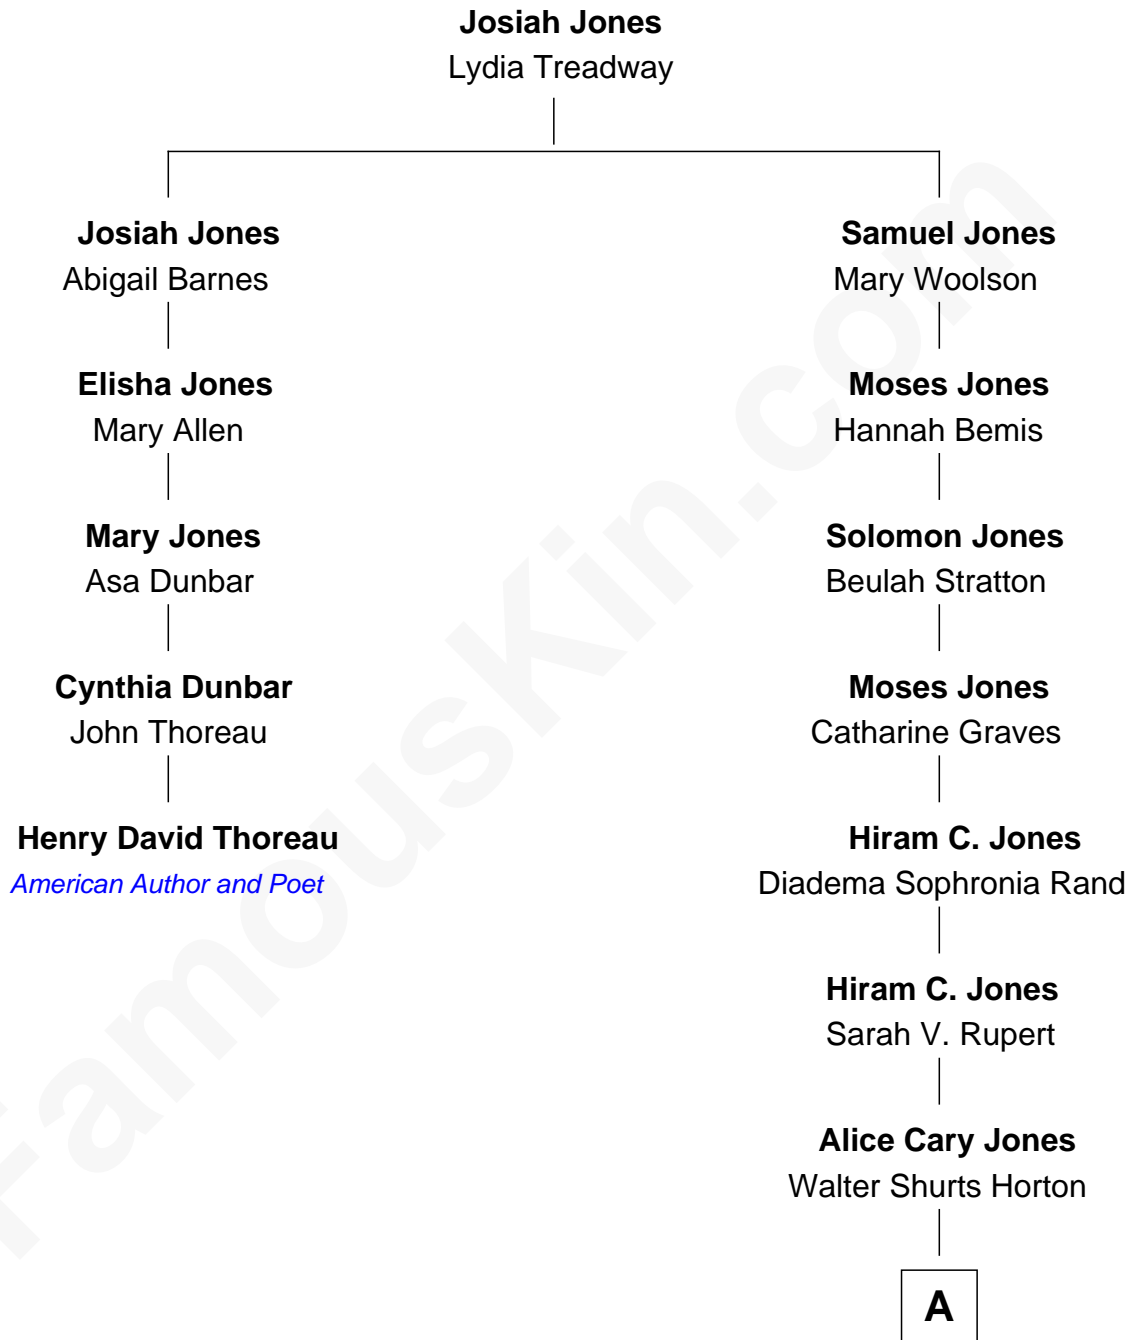 Josiah Jones
Lydia Treadway
Josiah Jones
Abigail Barnes
Elisha Jones
Mary Allen
Mary Jones
Asa Dunbar
Cynthia Dunbar
John Thoreau
Henry David Thoreau
American Author and Poet
Samuel Jones
Mary Woolson
Moses Jones
Hannah Bemis
Solomon Jones
Beulah Stratton
Moses Jones
Catharine Graves
Hiram C. Jones
Diadema Sophronia Rand
Hiram C. Jones
Sarah V. Rupert
Alice Cary Jones
Walter Shurts Horton
A
FamousKin.com